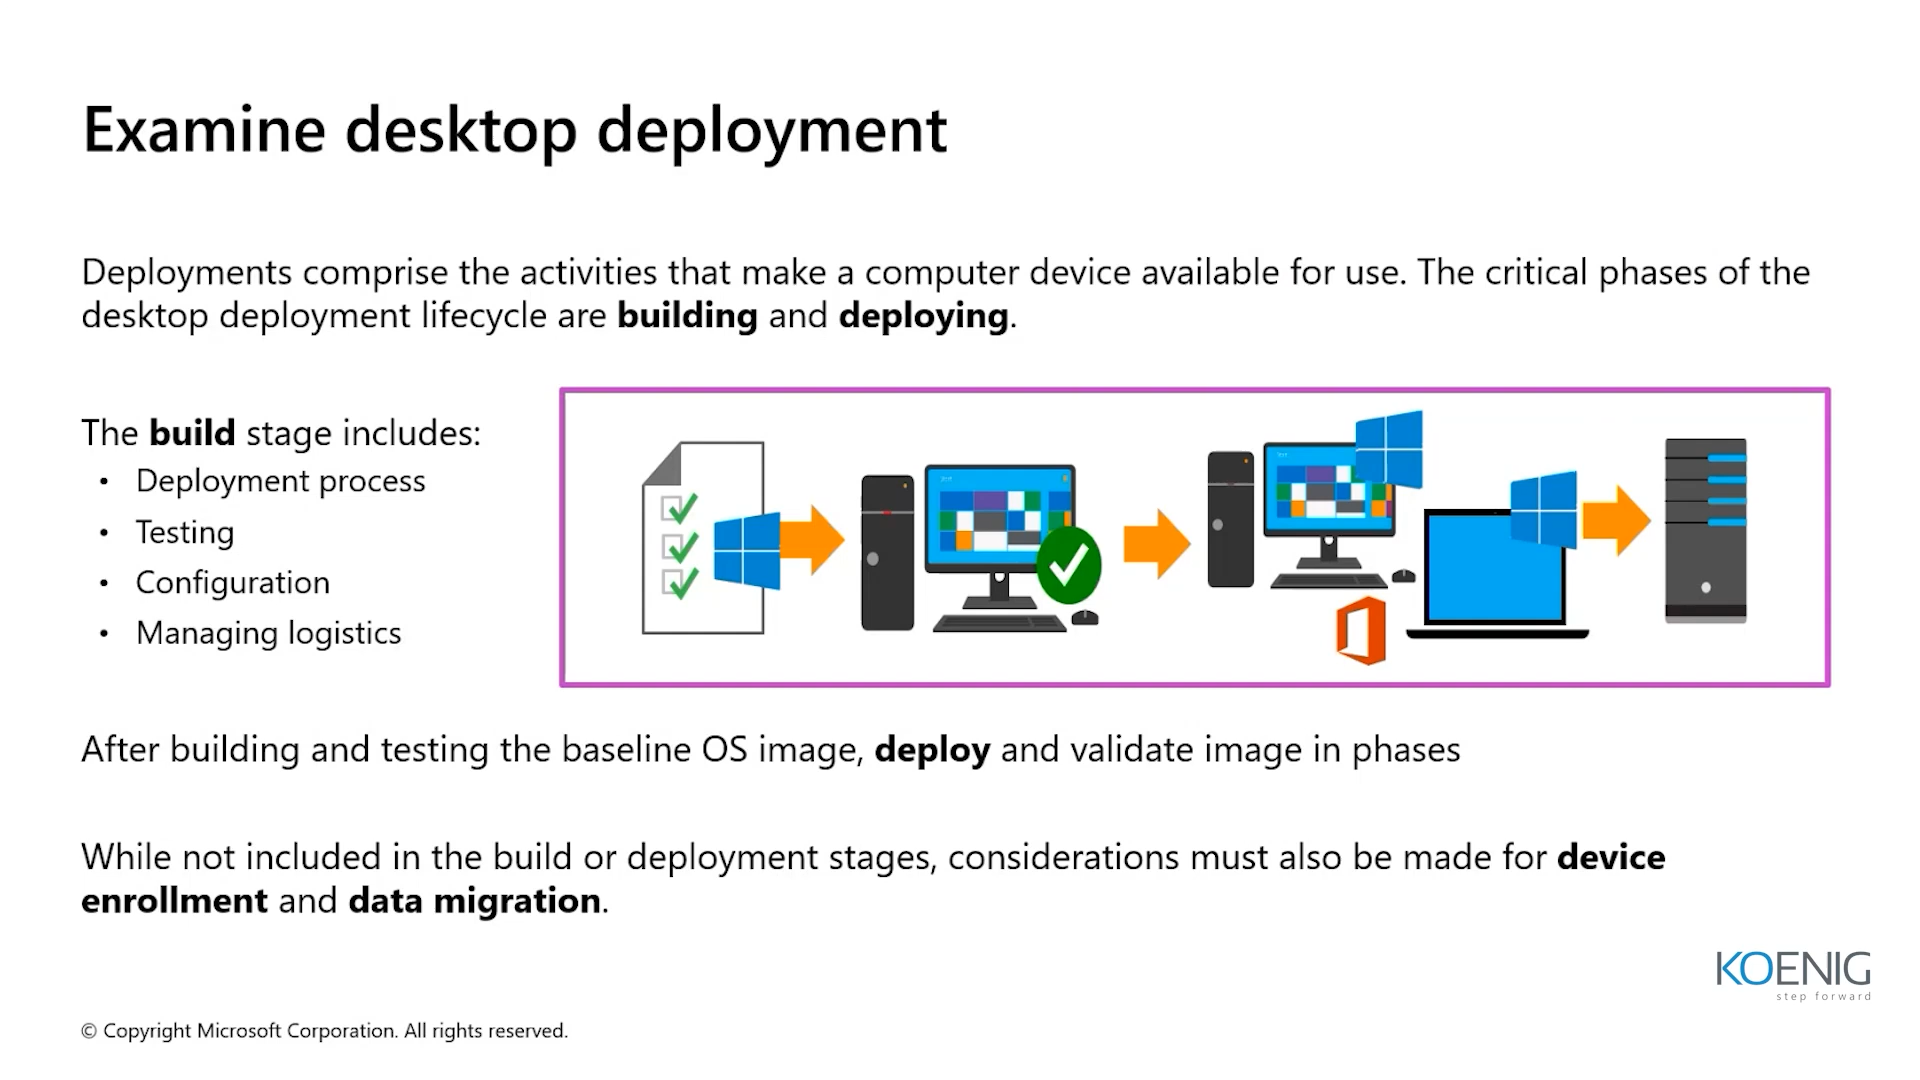 Examine desktop deployment
Deployments comprise the activities that make a computer device available for use. The critical phases of the
desktop deployment lifecycle are building and deploying.
The build stage includes:
• Deployment process
• Testing
• Configuration
• Managing logistics
After building and testing the baseline OS image, deploy and validate image in phases
While not included in the build or deployment stages, considerations must also be made for device
enrollment and data migration.
KOENIG
step forward
© Copyright Microsoft Corporation. All rights reserved.